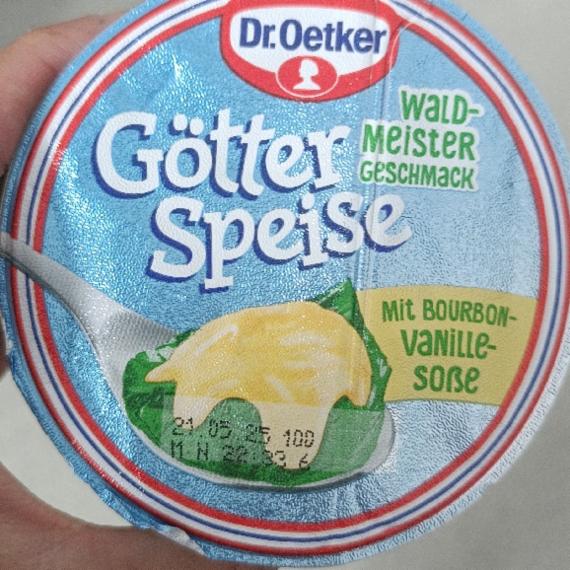 Dr.Oetker
WALD-
MEISTER
GESCHMACK
Götter
Speise
MIT BOURBON-
VANILLE-
SOßE
21 05 25 100
M N 22:33 6